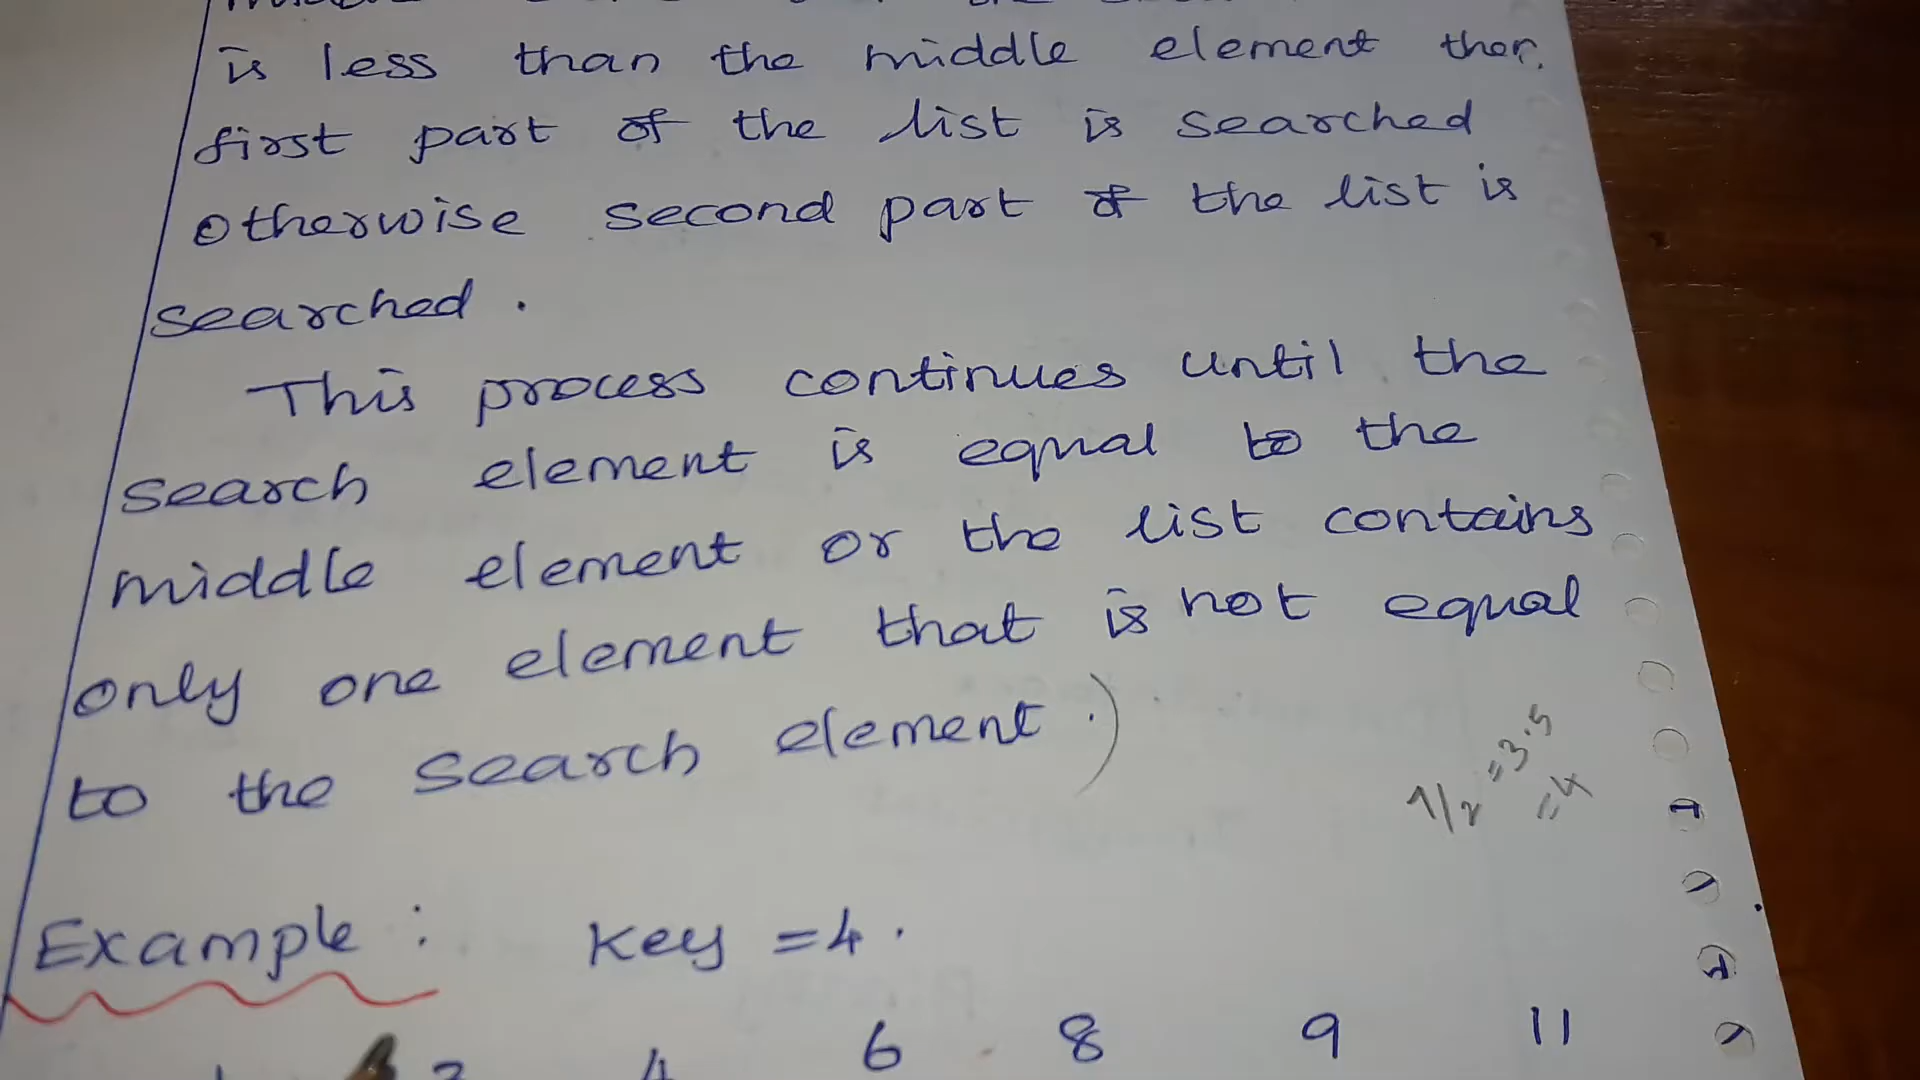 is less than the middle element then
first part of the list is searched
otherwise second part of the list is
searched.
This process continues until the
search element is equal to the
middle element or the list contains
only one element that is not equal
to the search element.)
7/2 = 3.5
= 4
Example: Key = 4.
4 6 8 9 11